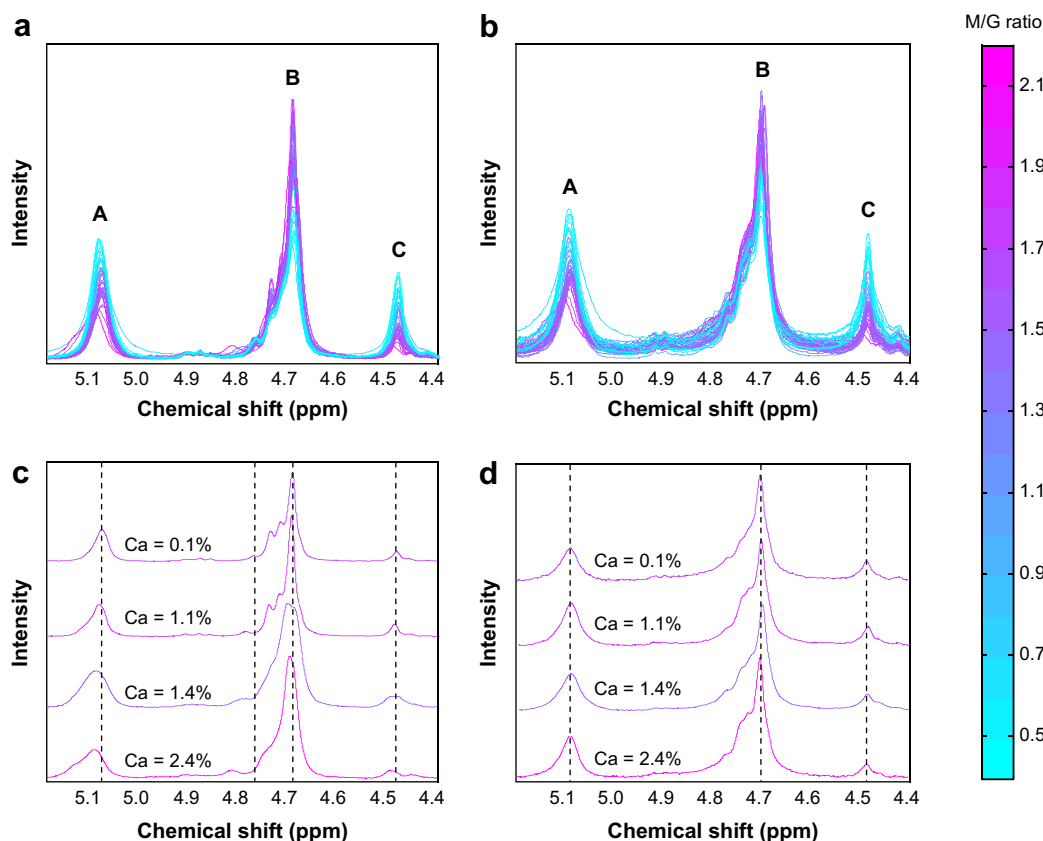 M/G ratio
a
b
A
B
C
A
B
C
Intensity
Intensity
5.1 5.0 4.9 4.8 4.7 4.6 4.5 4.4
5.1 5.0 4.9 4.8 4.7 4.6 4.5 4.4
Chemical shift (ppm)
Chemical shift (ppm)
c
d
Ca = 0.1%
Ca = 1.1%
Ca = 1.4%
Ca = 2.4%
Ca = 0.1%
Ca = 1.1%
Ca = 1.4%
Ca = 2.4%
Intensity
Intensity
5.1 5.0 4.9 4.8 4.7 4.6 4.5 4.4
5.1 5.0 4.9 4.8 4.7 4.6 4.5 4.4
Chemical shift (ppm)
Chemical shift (ppm)
2.1
1.9
1.7
1.5
1.3
1.1
0.9
0.7
0.5